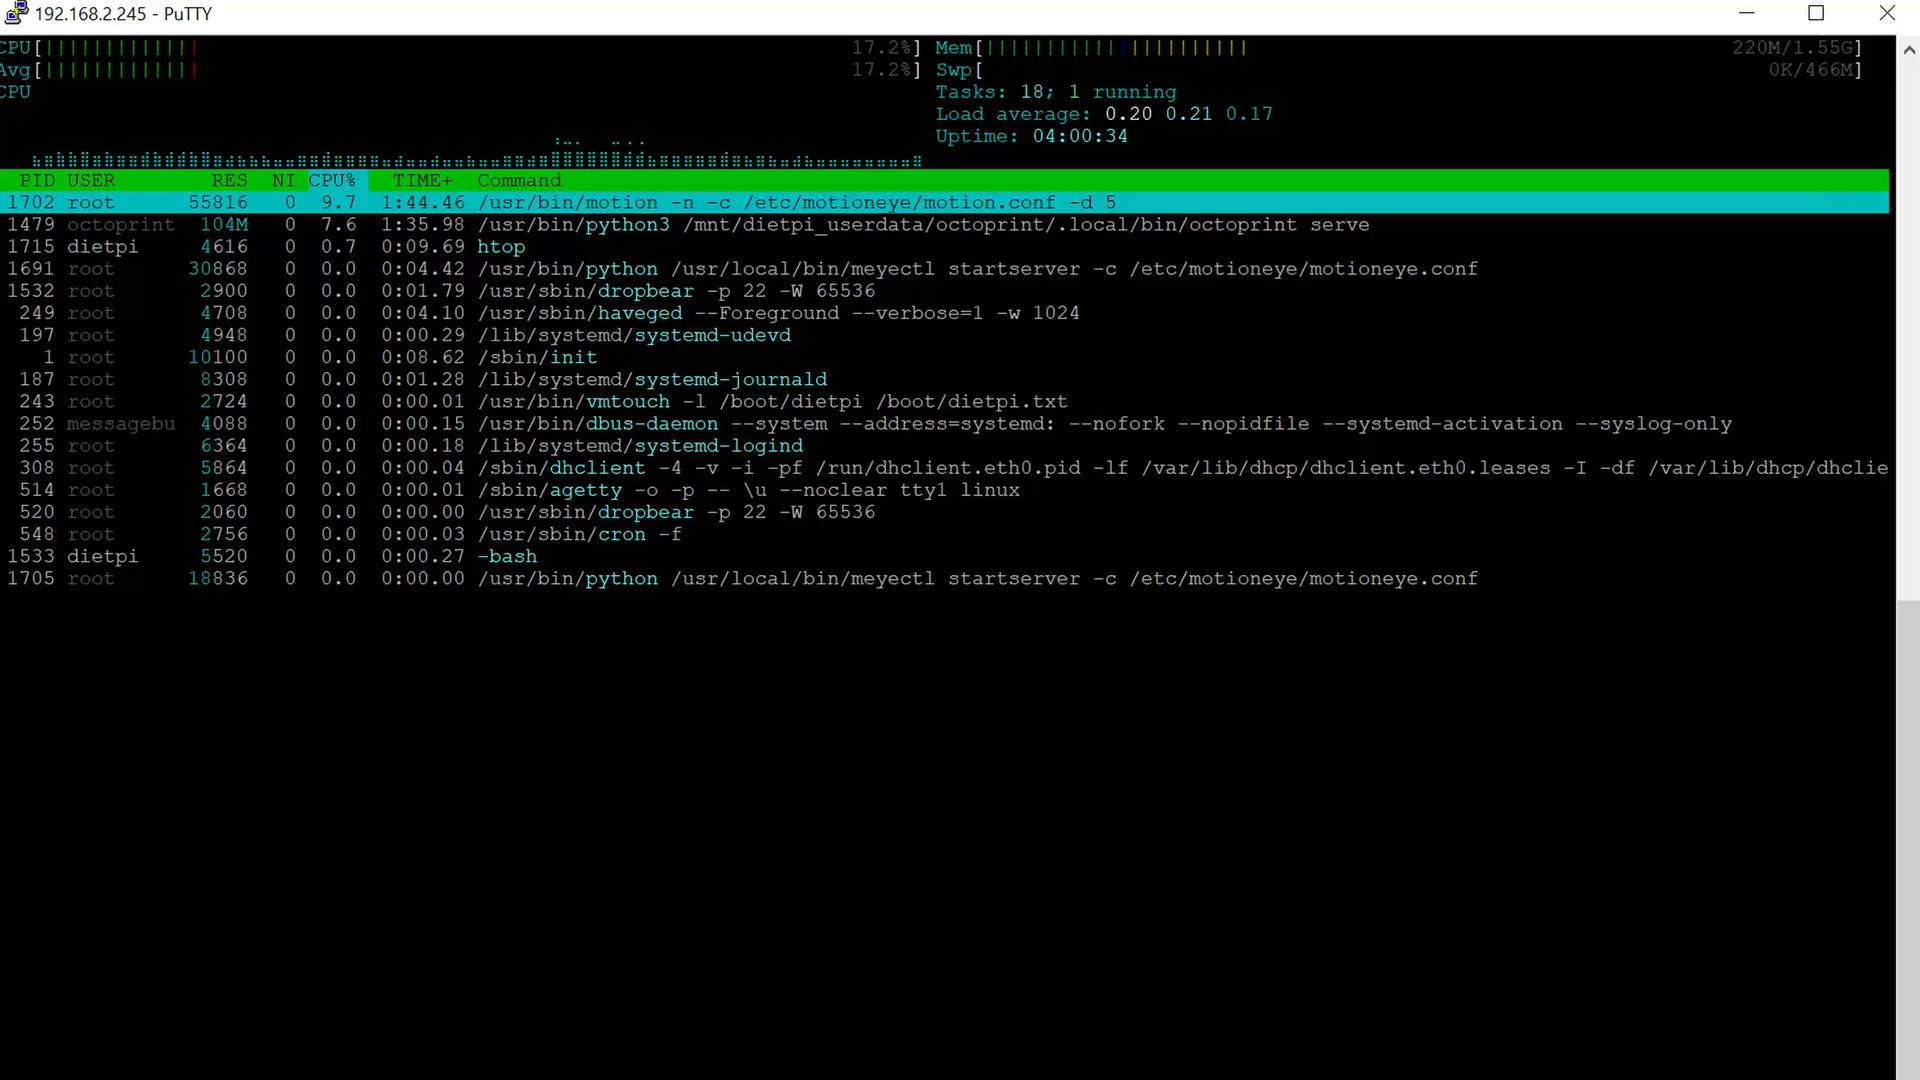 192.168.2.245 - PuTTY
CPU[||||||||||||| 17.2%] Mem[||||||||||||||||||||||220M/1.55G]
Avg[||||||||||||| 17.2%] Swp[ 0K/466M]
CPU Tasks: 18; 1 running
Load average: 0.20 0.21 0.17
Uptime: 04:00:34
PID USER RES NI CPU% TIME+ Command
1702 root 55816 0 9.7 1:44.46 /usr/bin/motion -n -c /etc/motioneye/motion.conf -d 5
1479 octoprint 104M 0 7.6 1:35.98 /usr/bin/python3 /mnt/dietpi_userdata/octoprint/.local/bin/octoprint serve
1715 dietpi 4616 0 0.7 0:09.69 htop
1691 root 30868 0 0.0 0:04.42 /usr/bin/python /usr/local/bin/meyectl startserver -c /etc/motioneye/motioneye.conf
1532 root 2900 0 0.0 0:01.79 /usr/sbin/dropbear -p 22 -W 65536
249 root 4708 0 0.0 0:04.10 /usr/sbin/haveged --Foreground --verbose=1 -w 1024
197 root 4948 0 0.0 0:00.29 /lib/systemd/systemd-udevd
1 root 10100 0 0.0 0:08.62 /sbin/init
187 root 8308 0 0.0 0:01.28 /lib/systemd/systemd-journald
243 root 2724 0 0.0 0:00.01 /usr/bin/vmtouch -l /boot/dietpi /boot/dietpi.txt
252 messagebu 4088 0 0.0 0:00.15 /usr/bin/dbus-daemon --system --address=systemd: --nofork --nopidfile --systemd-activation --syslog-only
255 root 6364 0 0.0 0:00.18 /lib/systemd/systemd-logind
308 root 5864 0 0.0 0:00.04 /sbin/dhclient -4 -v -i -pf /run/dhclient.eth0.pid -lf /var/lib/dhcp/dhclient.eth0.leases -I -df /var/lib/dhcp/dhclie
514 root 1668 0 0.0 0:00.01 /sbin/agetty -o -p -- \u --noclear tty1 linux
520 root 2060 0 0.0 0:00.00 /usr/sbin/dropbear -p 22 -W 65536
548 root 2756 0 0.0 0:00.03 /usr/sbin/cron -f
1533 dietpi 5520 0 0.0 0:00.27 -bash
1705 root 18836 0 0.0 0:00.00 /usr/bin/python /usr/local/bin/meyectl startserver -c /etc/motioneye/motioneye.conf